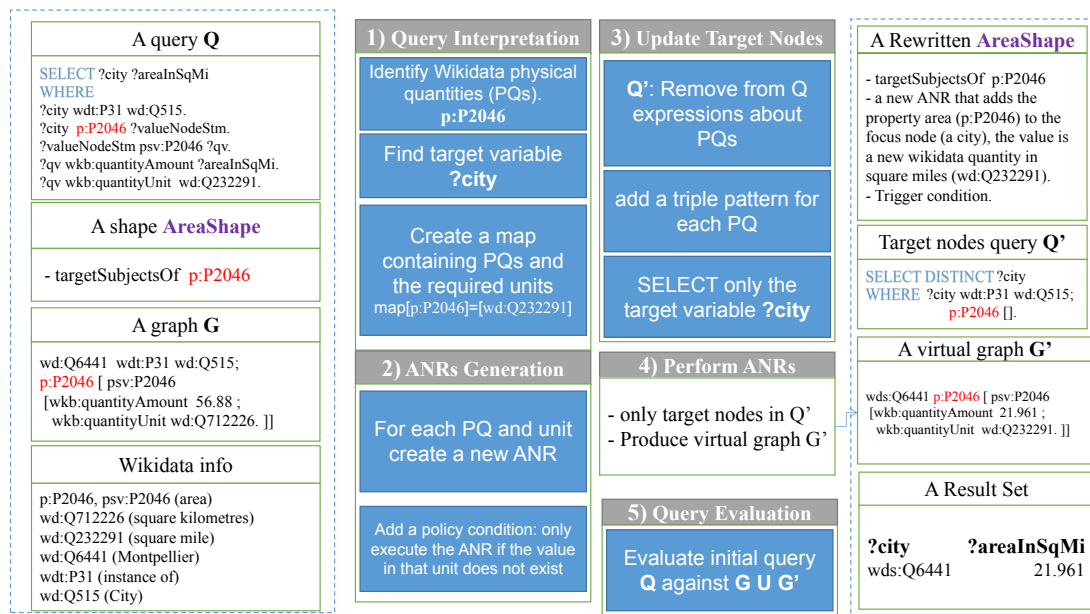 A query Q
SELECT ?city ?areaInSqMi
WHERE
?city wdt:P31 wd:Q515.
?city p:P2046 ?valueNodeStm.
?valueNodeStm psv:P2046 ?qv.
?qv wkb:quantityAmount ?areaInSqMi.
?qv wkb:quantityUnit wd:Q232291.
A shape AreaShape
- targetSubjectsOf p:P2046
A graph G
wd:Q6441 wdt:P31 wd:Q515;
p:P2046 [ psv:P2046
[wkb:quantityAmount 56.88 ;
wkb:quantityUnit wd:Q712226. ]]
Wikidata info
p:P2046, psv:P2046 (area)
wd:Q712226 (square kilometres)
wd:Q232291 (square mile)
wd:Q6441 (Montpellier)
wdt:P31 (instance of)
wd:Q515 (City)
1) Query Interpretation
Identify Wikidata physical
quantities (PQs).
p:P2046
Find target variable
?city
Create a map
containing PQs and
the required units
map[p:P2046]=[wd:Q232291]
2) ANRs Generation
For each PQ and unit
create a new ANR
Add a policy condition: only
execute the ANR if the value
in that unit does not exist
3) Update Target Nodes
Q’: Remove from Q
expressions about
PQs
add a triple pattern for
each PQ
SELECT only the
target variable ?city
4) Perform ANRs
- only target nodes in Q’
- Produce virtual graph G’
5) Query Evaluation
Evaluate initial query
Q against G U G’
A Rewritten AreaShape
- targetSubjectsOf p:P2046
- a new ANR that adds the
property area (p:P2046) to the
focus node (a city), the value is
a new wikidata quantity in
square miles (wd:Q232291).
- Trigger condition.
Target nodes query Q’
SELECT DISTINCT ?city
WHERE ?city wdt:P31 wd:Q515;
p:P2046 [].
A virtual graph G’
wds:Q6441 p:P2046 [ psv:P2046
[wkb:quantityAmount 21.961 ;
wkb:quantityUnit wd:Q232291. ]]
A Result Set
?city ?areaInSqMi
wds:Q6441 21.961